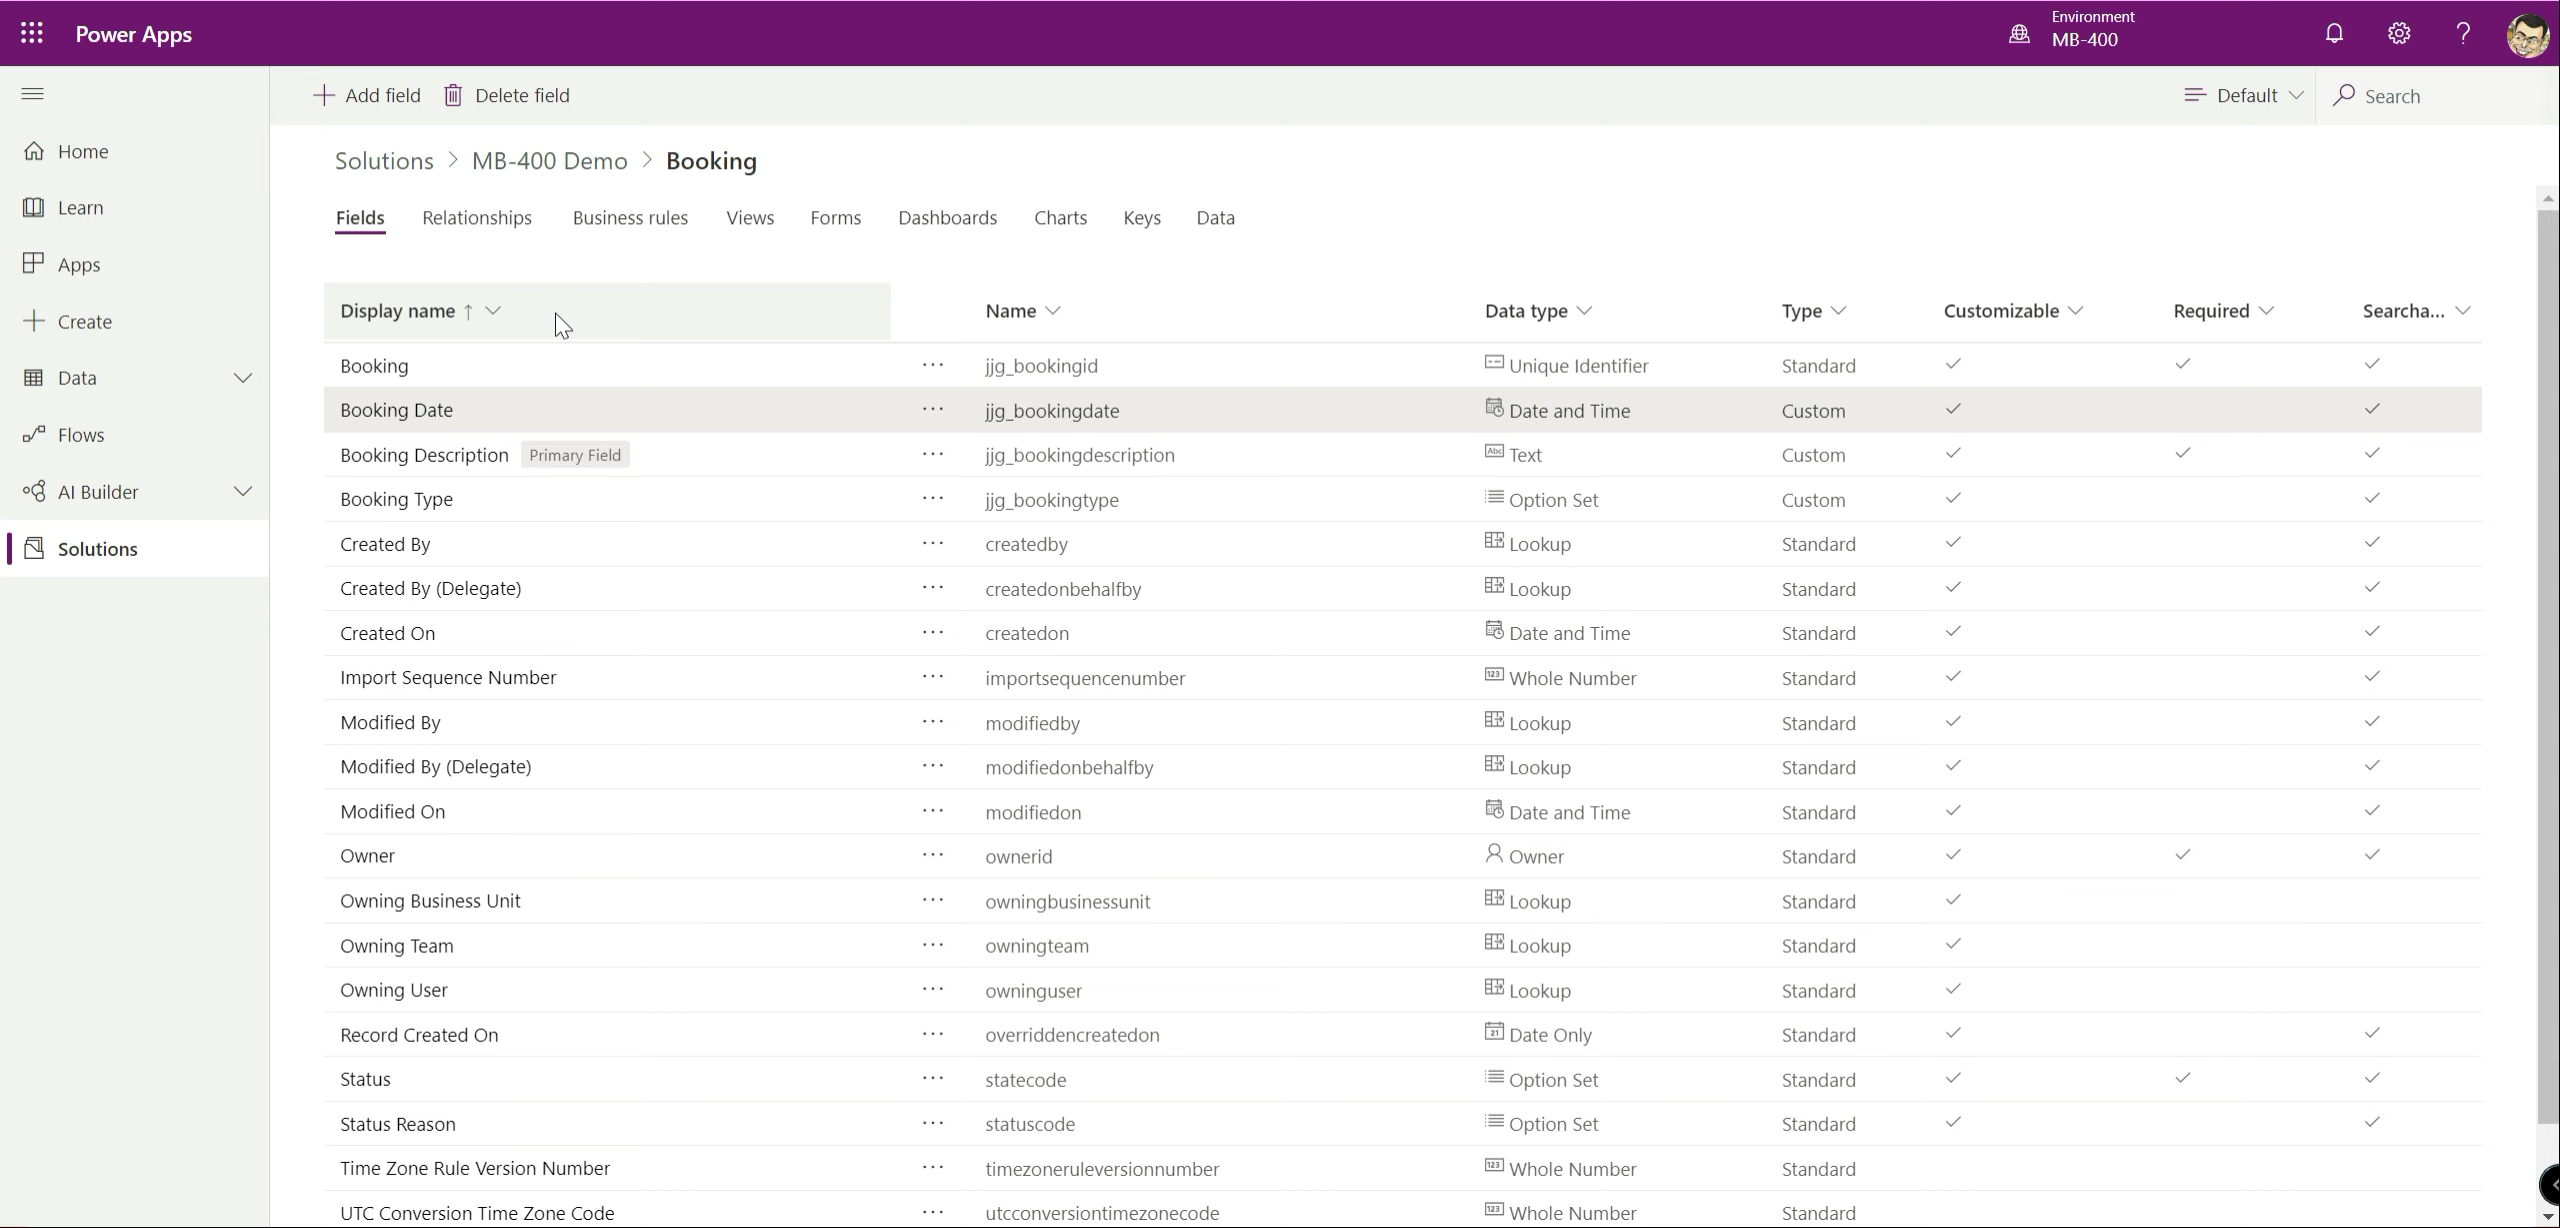 Power Apps
Environment
MB-400
Add field
Delete field
Default
Search
Home
Learn
Apps
Create
Data
Flows
AI Builder
Solutions
Solutions > MB-400 Demo > Booking
Fields Relationships Business rules Views Forms Dashboards Charts Keys Data
Display name ↑ Name Data type Type Customizable Required Searcha...
Booking ··· jjg_bookingid Unique Identifier Standard ✓ ✓ ✓
Booking Date ··· jjg_bookingdate Date and Time Custom ✓ ✓
Booking Description Primary Field ··· jjg_bookingdescription Abc Text Custom ✓ ✓ ✓
Booking Type ··· jjg_bookingtype Option Set Custom ✓ ✓
Created By ··· createdby Lookup Standard ✓ ✓
Created By (Delegate) ··· createdonbehalfby Lookup Standard ✓ ✓
Created On ··· createdon Date and Time Standard ✓ ✓
Import Sequence Number ··· importsequencenumber 123 Whole Number Standard ✓ ✓
Modified By ··· modifiedby Lookup Standard ✓ ✓
Modified By (Delegate) ··· modifiedonbehalfby Lookup Standard ✓ ✓
Modified On ··· modifiedon Date and Time Standard ✓ ✓
Owner ··· ownerid Owner Standard ✓ ✓ ✓
Owning Business Unit ··· owningbusinessunit Lookup Standard ✓
Owning Team ··· owningteam Lookup Standard ✓
Owning User ··· owninguser Lookup Standard ✓
Record Created On ··· overriddencreatedon 21 Date Only Standard ✓ ✓
Status ··· statecode Option Set Standard ✓ ✓ ✓
Status Reason ··· statuscode Option Set Standard ✓ ✓
Time Zone Rule Version Number ··· timezoneruleversionnumber 123 Whole Number Standard
UTC Conversion Time Zone Code ··· utcconversiontimezonecode 123 Whole Number Standard